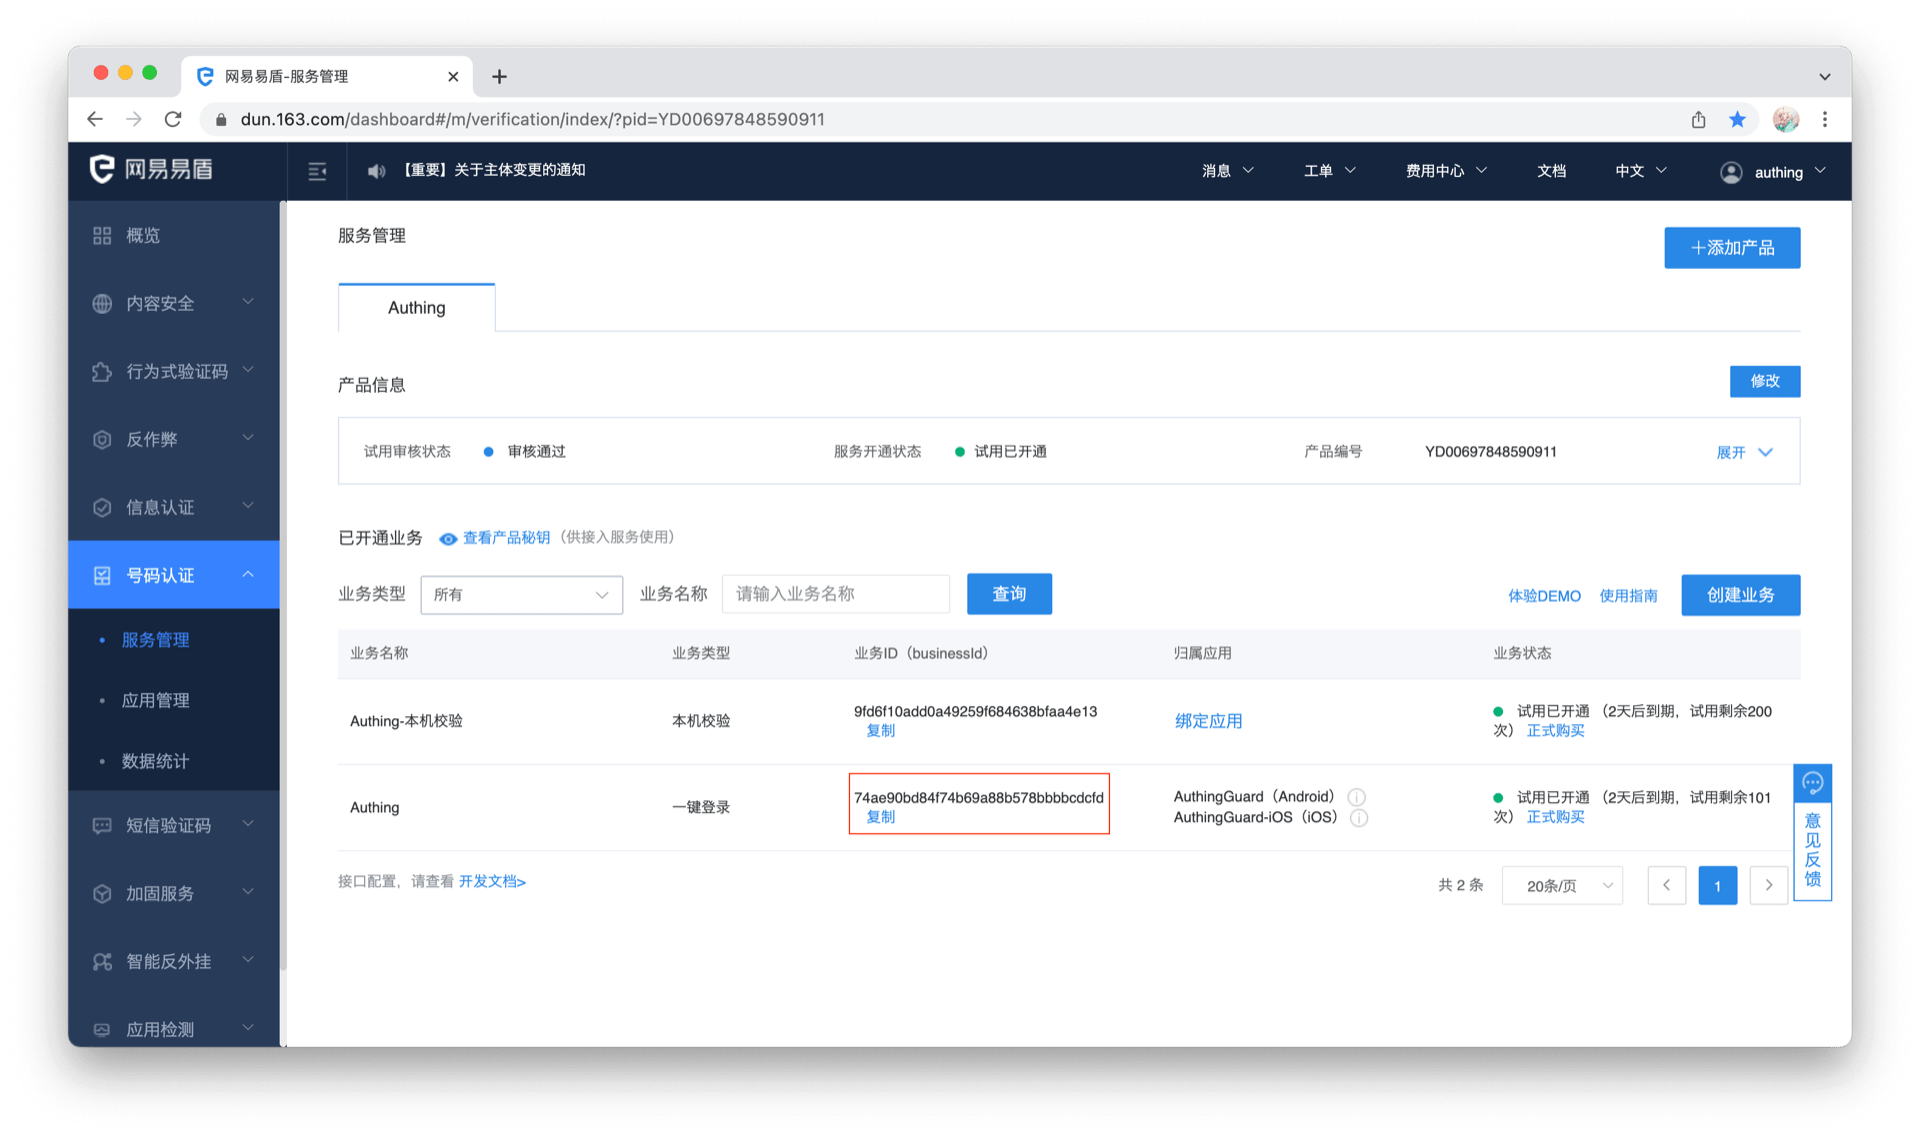 网易易盾-服务管理
dun.163.com/dashboard#/m/verification/index/?pid=YD00697848590911
网易易盾
【重要】关于主体变更的通知
消息
工单
费用中心
文档
中文
authing
概览
内容安全
行为式验证码
反作弊
信息认证
号码认证
服务管理
应用管理
数据统计
短信验证码
加固服务
智能反外挂
应用检测
服务管理
+添加产品
Authing
产品信息
修改
试用审核状态 审核通过
服务开通状态 试用已开通
产品编号 YD00697848590911
展开
已开通业务 查看产品秘钥（供接入服务使用）
业务类型 所有 业务名称 请输入业务名称 查询
体验DEMO 使用指南 创建业务
业务名称 业务类型 业务ID（businessId） 归属应用 业务状态
Authing-本机校验 本机校验 9fd6f10add0a49259f684638bfaa4e13
复制
绑定应用
试用已开通 （2天后到期，试用剩余200
次） 正式购买
Authing 一键登录 74ae90bd84f74b69a88b578bbbbcdcfd
复制
AuthingGuard（Android）
AuthingGuard-iOS（iOS）
试用已开通 （2天后到期，试用剩余101
次） 正式购买
接口配置，请查看 开发文档>
共 2 条 20条/页 1
意见反馈